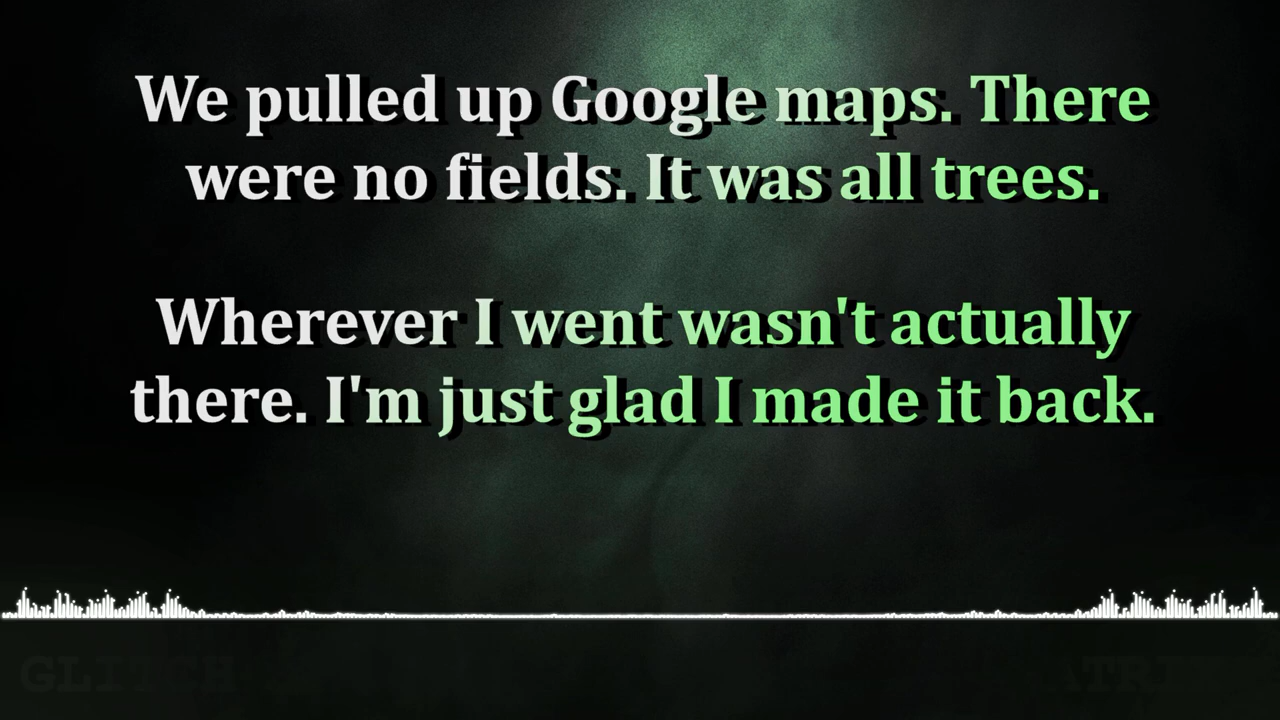 We pulled up Google maps. There
were no fields. It was all trees.
Wherever I went wasn't actually
there. I'm just glad I made it back.
GLITCH